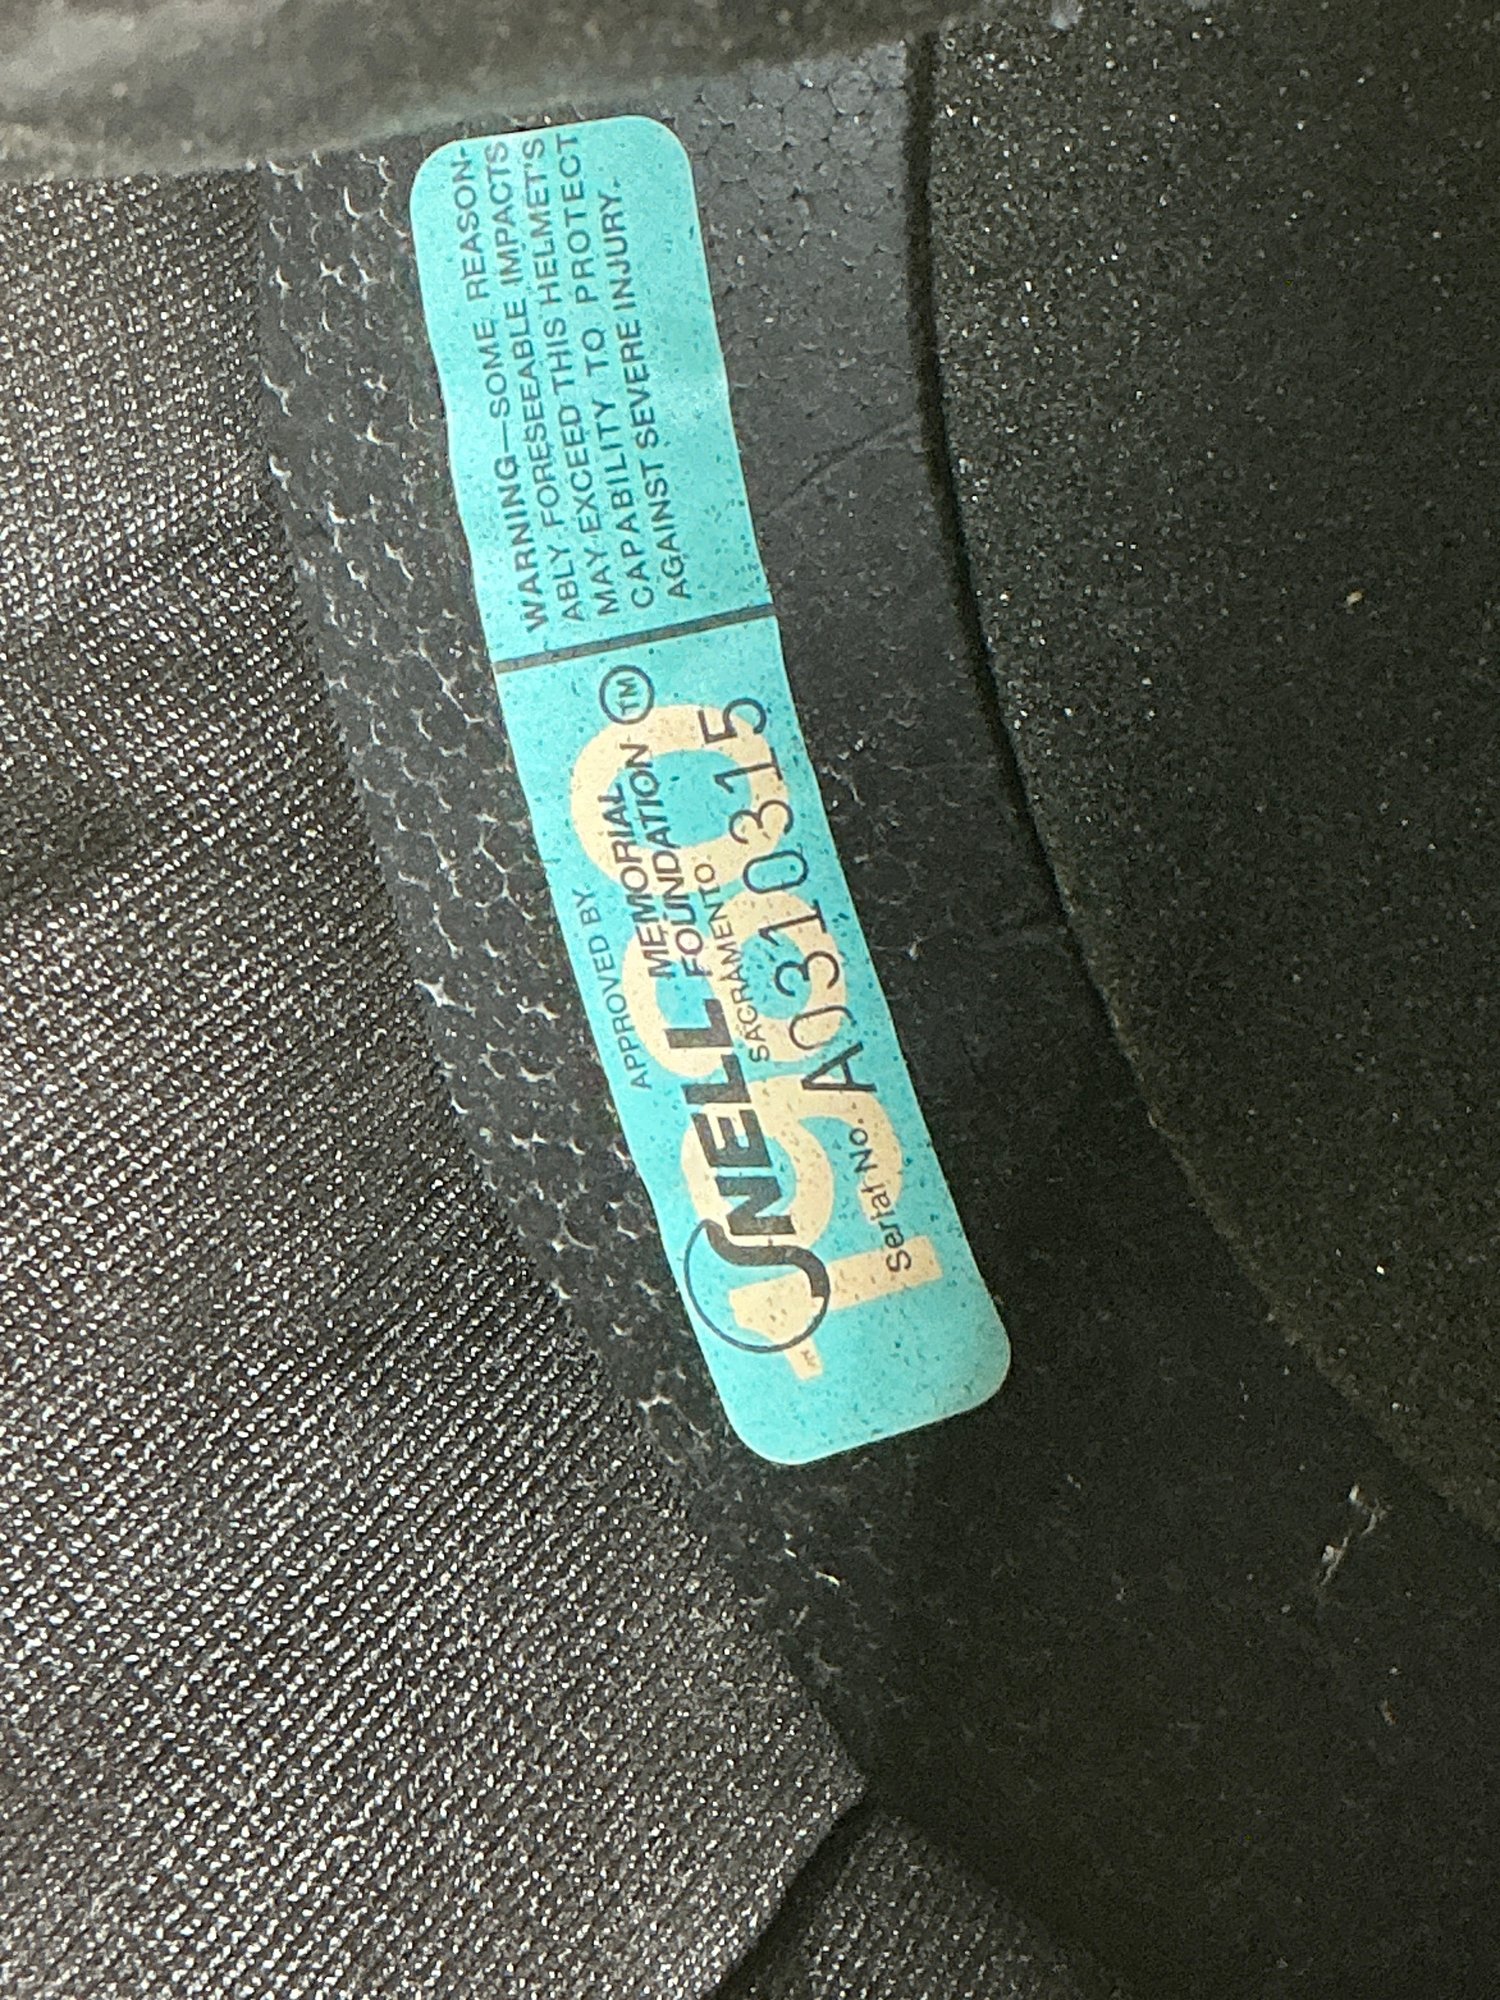 WARNING—SOME REASON-
ABLY FORESEEABLE IMPACTS
MAY EXCEED THIS HELMET'S
CAPABILITY TO PROTECT
AGAINST SEVERE INJURY.
APPROVED BY
SNELL MEMORIAL FOUNDATION TM
SACRAMENTO
1980
Serial No. A0310315